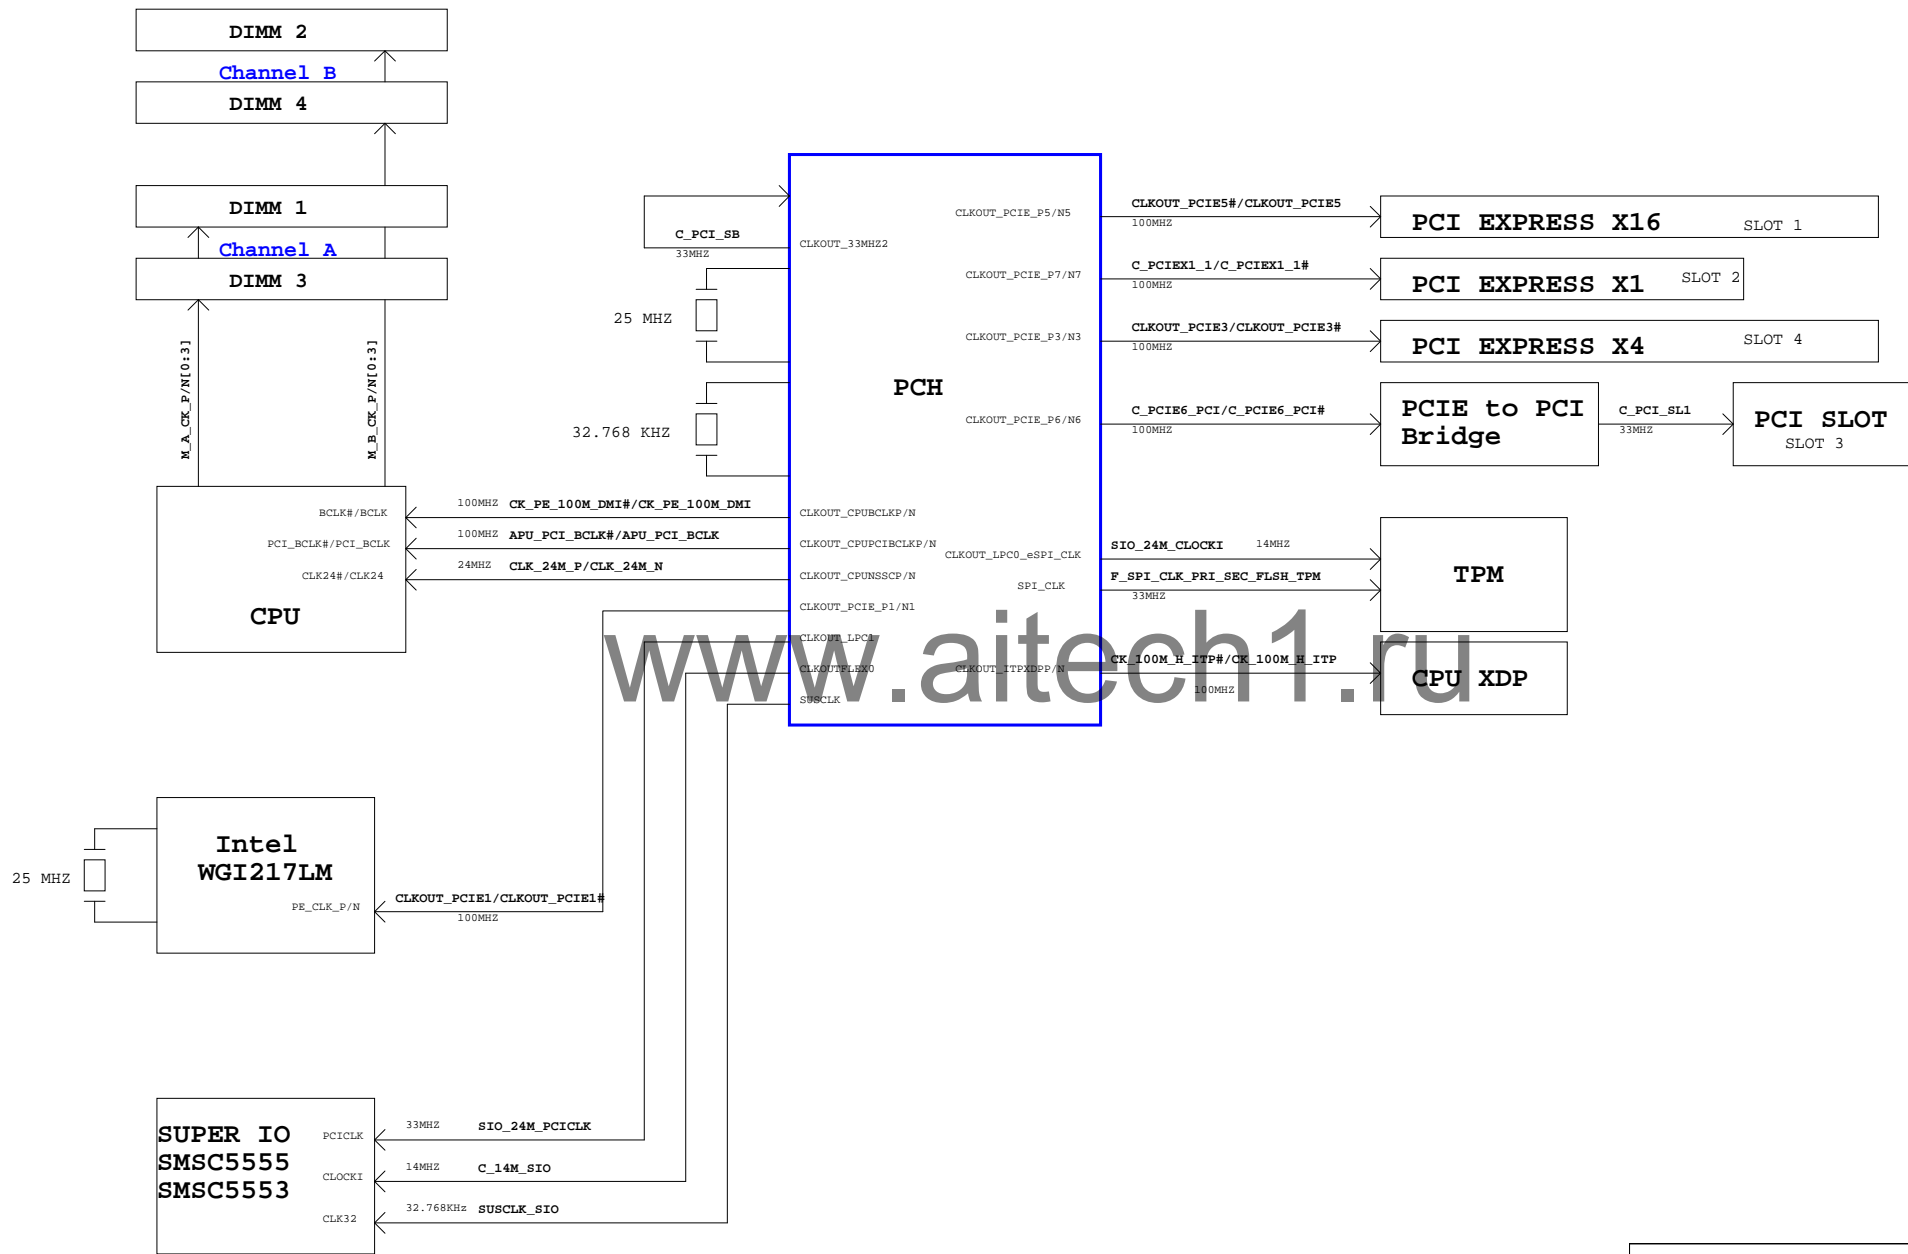 DIMM 2
Channel B
DIMM 4
DIMM 1
Channel A
DIMM 3
M_A_CK_P/N[0:3]
M_B_CK_P/N[0:3]
C_PCI_SB
33MHZ
CLKOUT_33MHZ2
25 MHZ
32.768 KHZ
PCH
CLKOUT_PCIE_P5/N5
CLKOUT_PCIE5#/CLKOUT_PCIE5
100MHZ
PCI EXPRESS X16
SLOT 1
CLKOUT_PCIE_P7/N7
C_PCIEX1_1/C_PCIEX1_1#
100MHZ
PCI EXPRESS X1
SLOT 2
CLKOUT_PCIE_P3/N3
CLKOUT_PCIE3/CLKOUT_PCIE3#
100MHZ
PCI EXPRESS X4
SLOT 4
CLKOUT_PCIE_P6/N6
C_PCIE6_PCI/C_PCIE6_PCI#
100MHZ
PCIE to PCI
Bridge
C_PCI_SL1
33MHZ
PCI SLOT
SLOT 3
BCLK#/BCLK
100MHZ
CK_PE_100M_DMI#/CK_PE_100M_DMI
CLKOUT_CPUBCLKP/N
PCI_BCLK#/PCI_BCLK
100MHZ
APU_PCI_BCLK#/APU_PCI_BCLK
CLKOUT_CPUPCIBCLKP/N
CLK24#/CLK24
24MHZ
CLK_24M_P/CLK_24M_N
CLKOUT_CPUNSSCP/N
CPU
CLKOUT_PCIE_P1/N1
CLKOUT_LPC1
CLKOUTFLEX0
SUSCLK
CLKOUT_LPC0_eSPI_CLK
SIO_24M_CLOCKI
14MHZ
SPI_CLK
F_SPI_CLK_PRI_SEC_FLSH_TPM
33MHZ
TPM
CLKOUT_ITPXDPP/N
CK_100M_H_ITP#/CK_100M_H_ITP
100MHZ
CPU XDP
www.aitech1.ru
25 MHZ
Intel
WGI217LM
PE_CLK_P/N
CLKOUT_PCIE1/CLKOUT_PCIE1#
100MHZ
SUPER IO
SMSC5555
SMSC5553
PCICLK
33MHZ
SIO_24M_PCICLK
CLOCKI
14MHZ
C_14M_SIO
CLK32
32.768KHz
SUSCLK_SIO